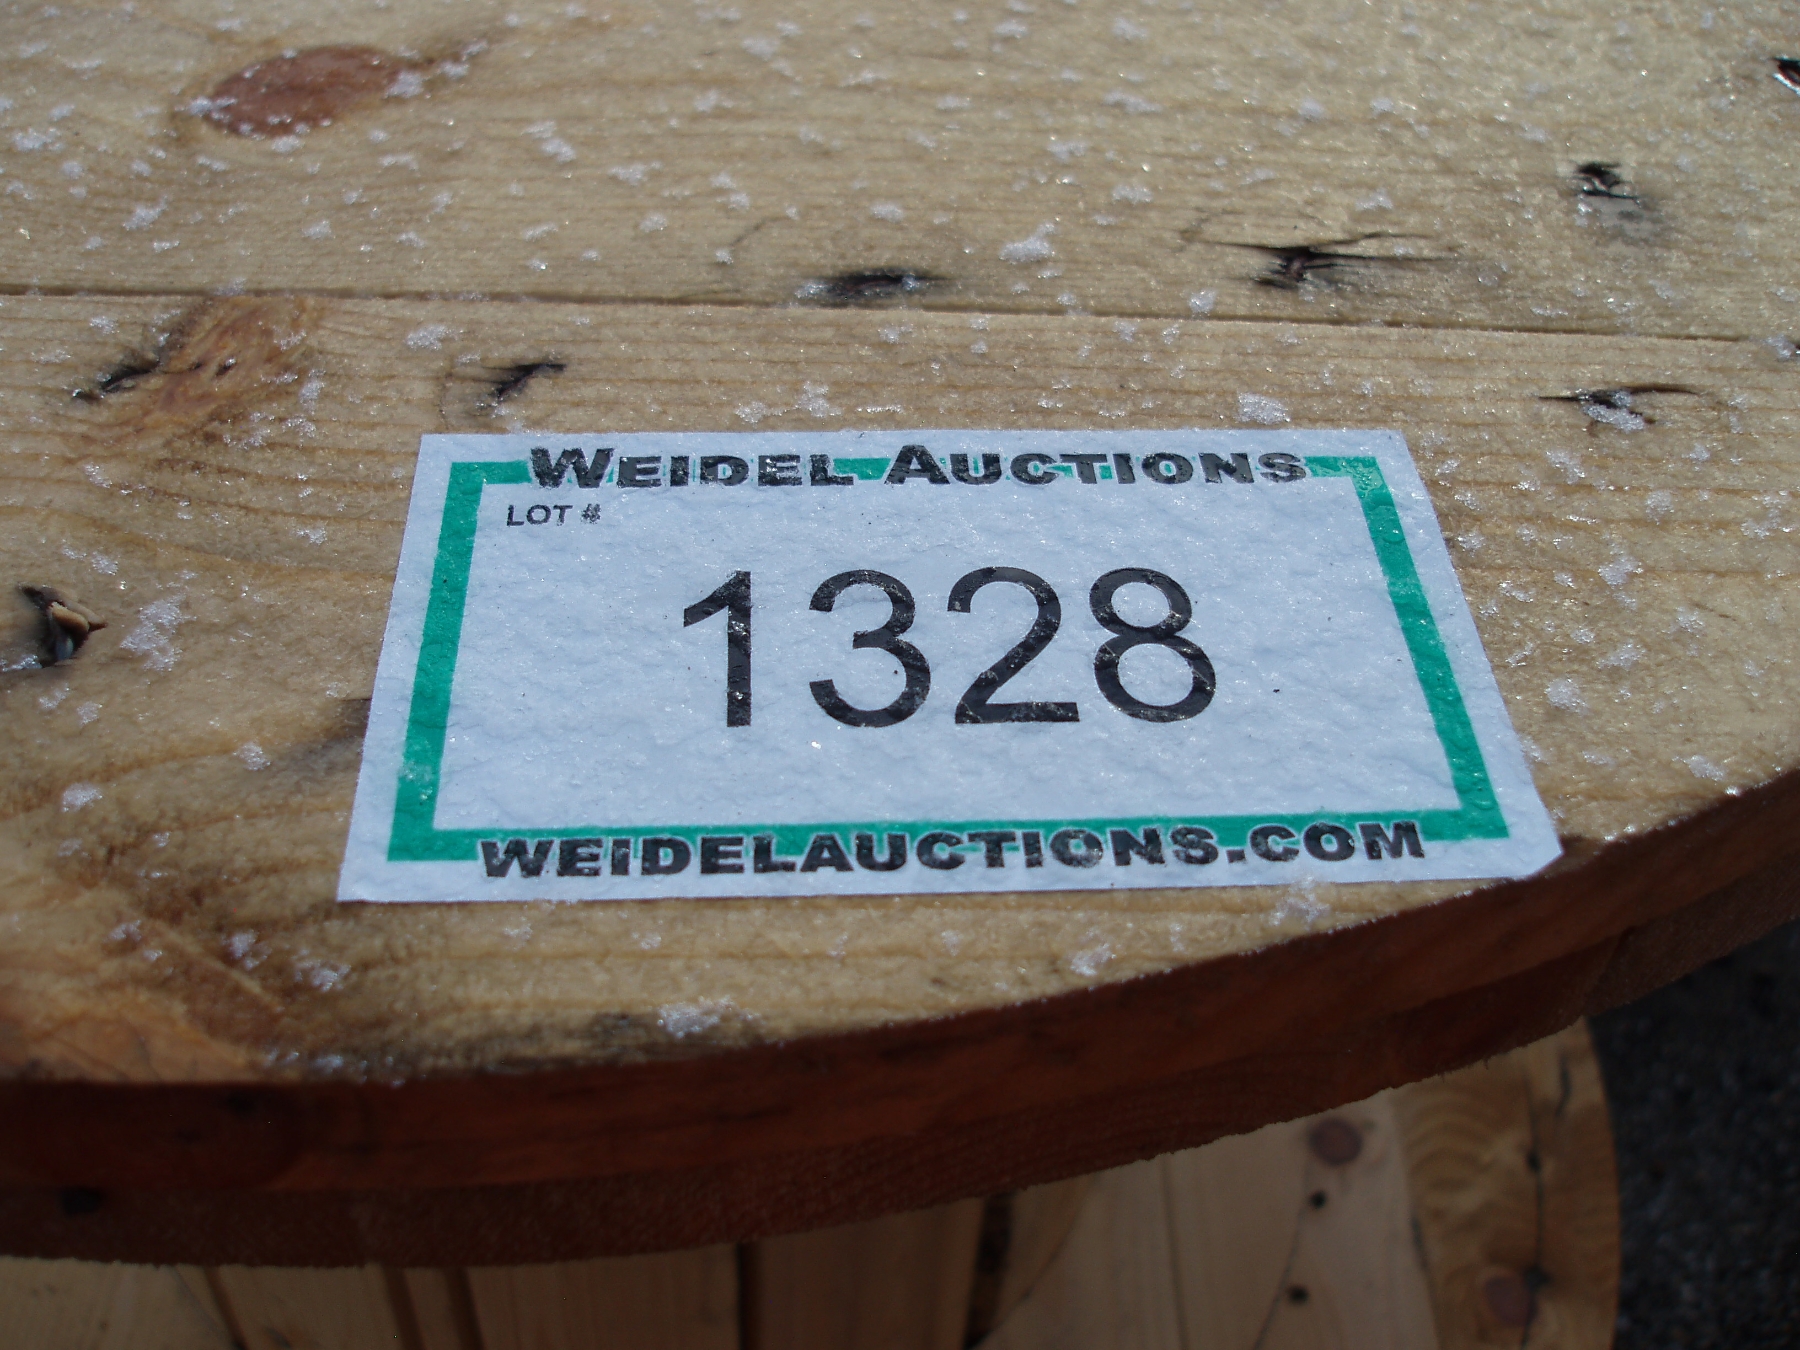 WEIDEL AUCTIONS
LOT #
1328
WEIDELAUCTIONS.COM